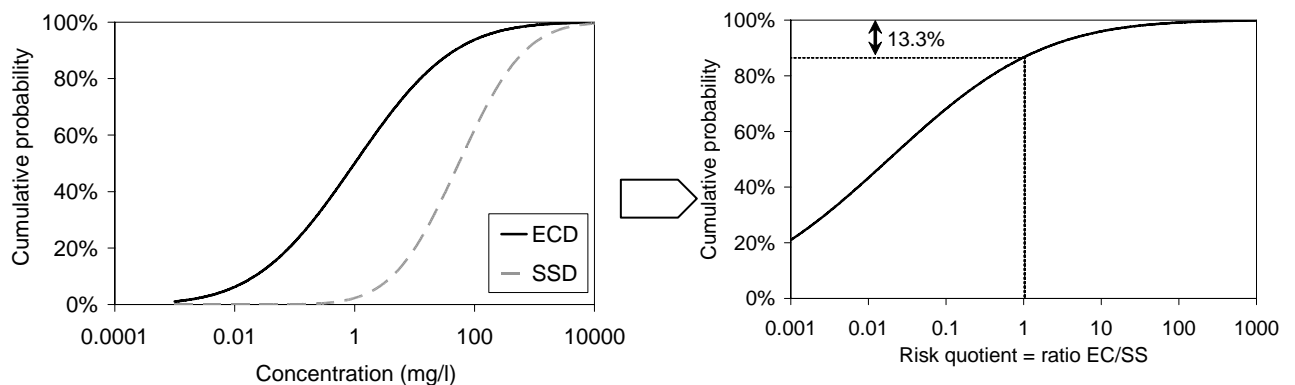 Cumulative probability
100%
80%
60%
40%
20%
0%
0.0001 0.01 1 100 10000
Concentration (mg/l)
ECD
SSD
Cumulative probability
100%
80%
60%
40%
20%
0%
13.3%
0.001 0.01 0.1 1 10 100 1000
Risk quotient = ratio EC/SS